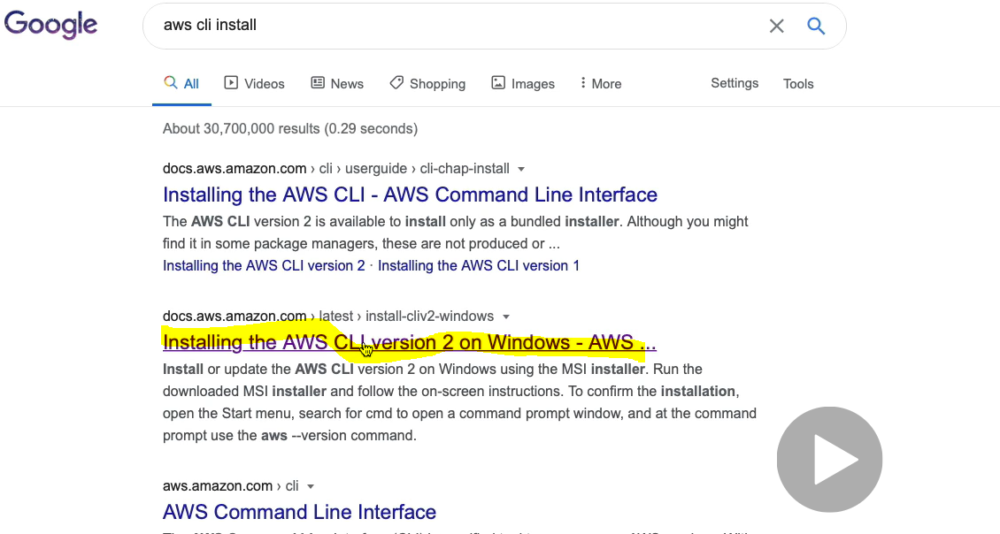 Google
aws cli install
All Videos News Shopping Images More Settings Tools
About 30,700,000 results (0.29 seconds)
docs.aws.amazon.com › cli › userguide › cli-chap-install
Installing the AWS CLI - AWS Command Line Interface
The AWS CLI version 2 is available to install only as a bundled installer. Although you might
find it in some package managers, these are not produced or ...
Installing the AWS CLI version 2 · Installing the AWS CLI version 1
docs.aws.amazon.com › latest › install-cliv2-windows
Installing the AWS CLI version 2 on Windows - AWS ...
Install or update the AWS CLI version 2 on Windows using the MSI installer. Run the
downloaded MSI installer and follow the on-screen instructions. To confirm the installation,
open the Start menu, search for cmd to open a command prompt window, and at the command
prompt use the aws --version command.
aws.amazon.com › cli
AWS Command Line Interface